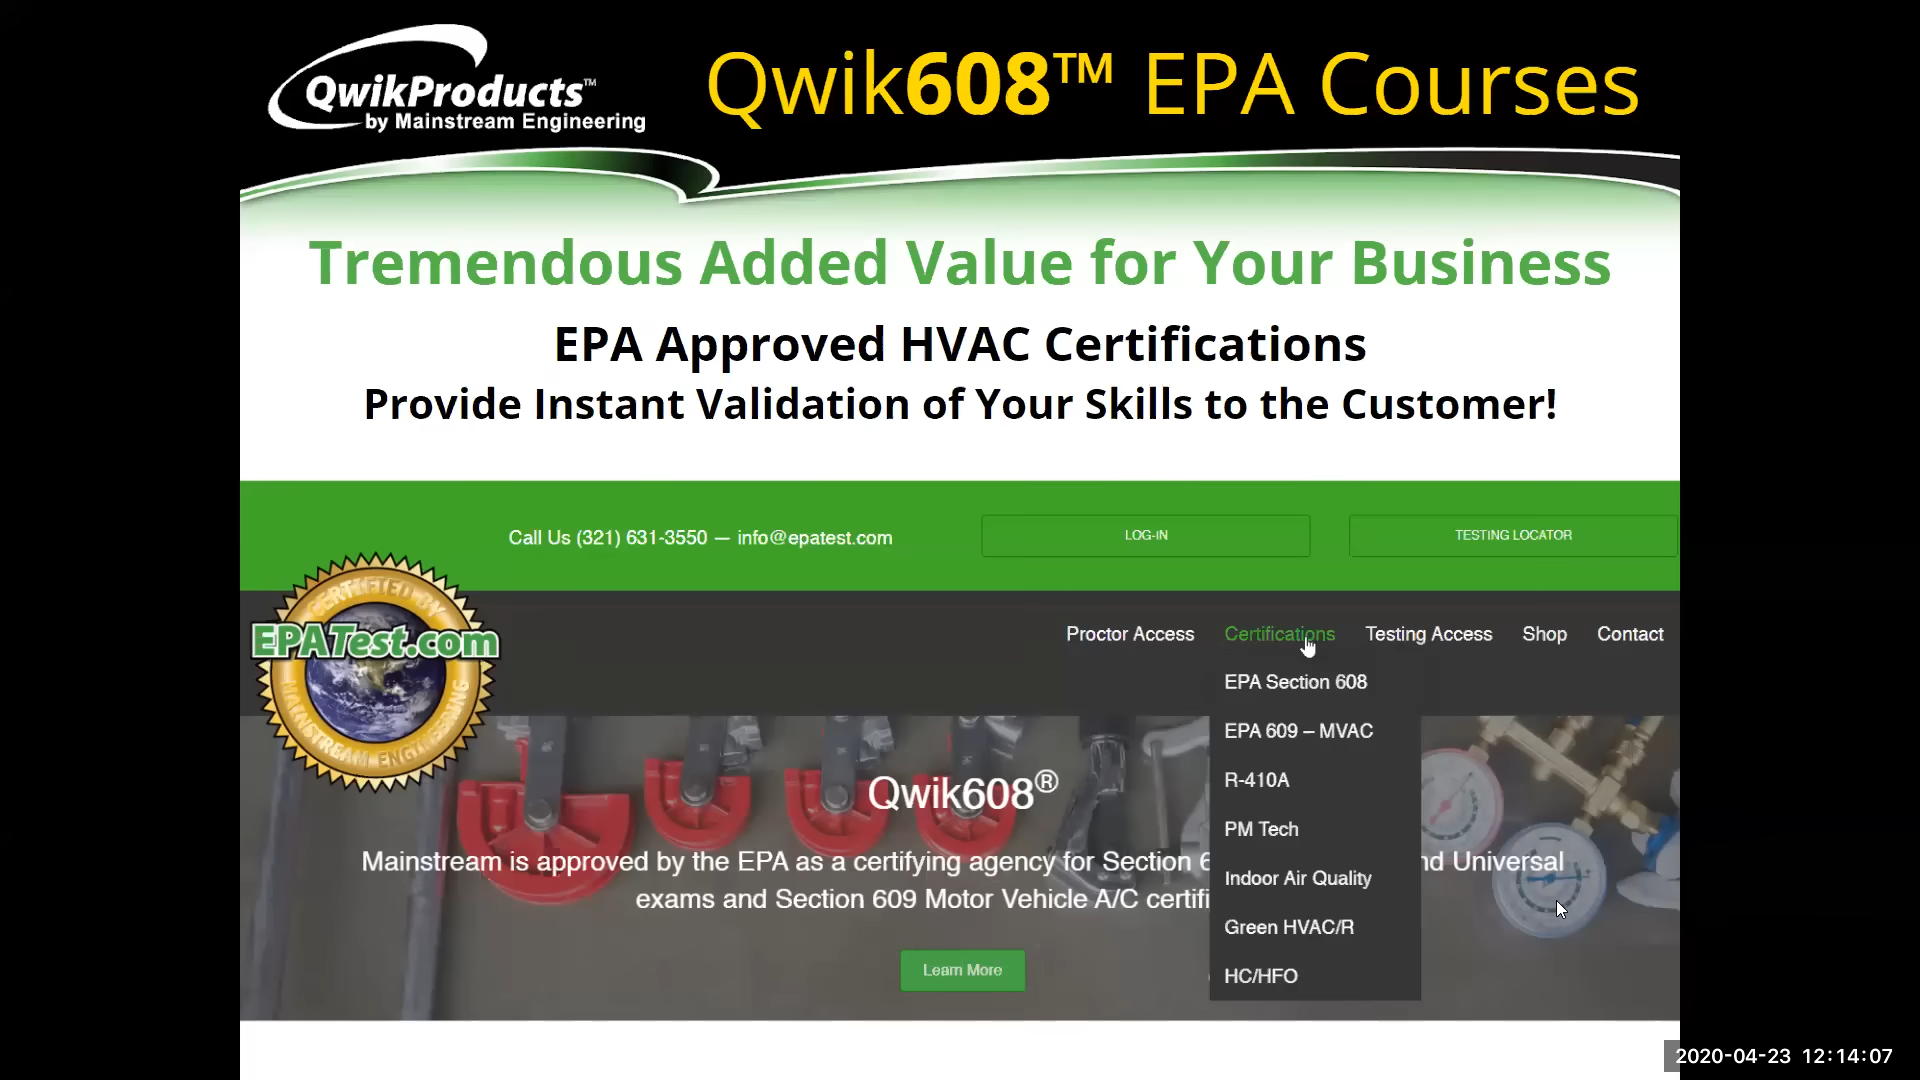 QwikProducts™
by Mainstream Engineering
Qwik608™ EPA Courses
Tremendous Added Value for Your Business
EPA Approved HVAC Certifications
Provide Instant Validation of Your Skills to the Customer!
Call Us (321) 631-3550 — info@epatest.com
LOG-IN
TESTING LOCATOR
CERTIFIED BY
EPATest.com
MAINSTREAM ENGINEERING
Proctor Access
Certifications
Testing Access
Shop
Contact
EPA Section 608
EPA 609 – MVAC
R-410A
PM Tech
Indoor Air Quality
Green HVAC/R
HC/HFO
Qwik608®
Mainstream is approved by the EPA as a certifying agency for Section Universal
exams and Section 609 Motor Vehicle A/C
Learn More
2020-04-23 12:14:07